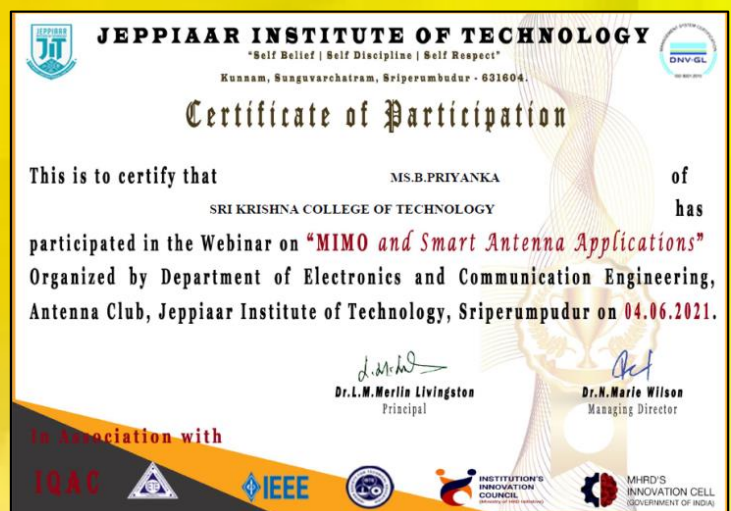 JEPPIAAR INSTITUTE OF TECHNOLOGY
"Self Belief | Self Discipline | Self Respect"
Kunnam, Sunguvarchatram, Sriperumbudur - 631604.
JEPPIAAR
JiT
DNV·GL
Certificate of Participation
This is to certify that MS.B.PRIYANKA of
SRI KRISHNA COLLEGE OF TECHNOLOGY has
participated in the Webinar on "MIMO and Smart Antenna Applications"
Organized by Department of Electronics and Communication Engineering,
Antenna Club, Jeppiaar Institute of Technology, Sriperumpudur on 04.06.2021.
Dr.L.M.Merlin Livingston
Principal
Dr.N.Marie Wilson
Managing Director
In Association with
IQAC
IEEE
INSTITUTION'S
INNOVATION
COUNCIL
MHRD'S
INNOVATION CELL
(GOVERNMENT OF INDIA)